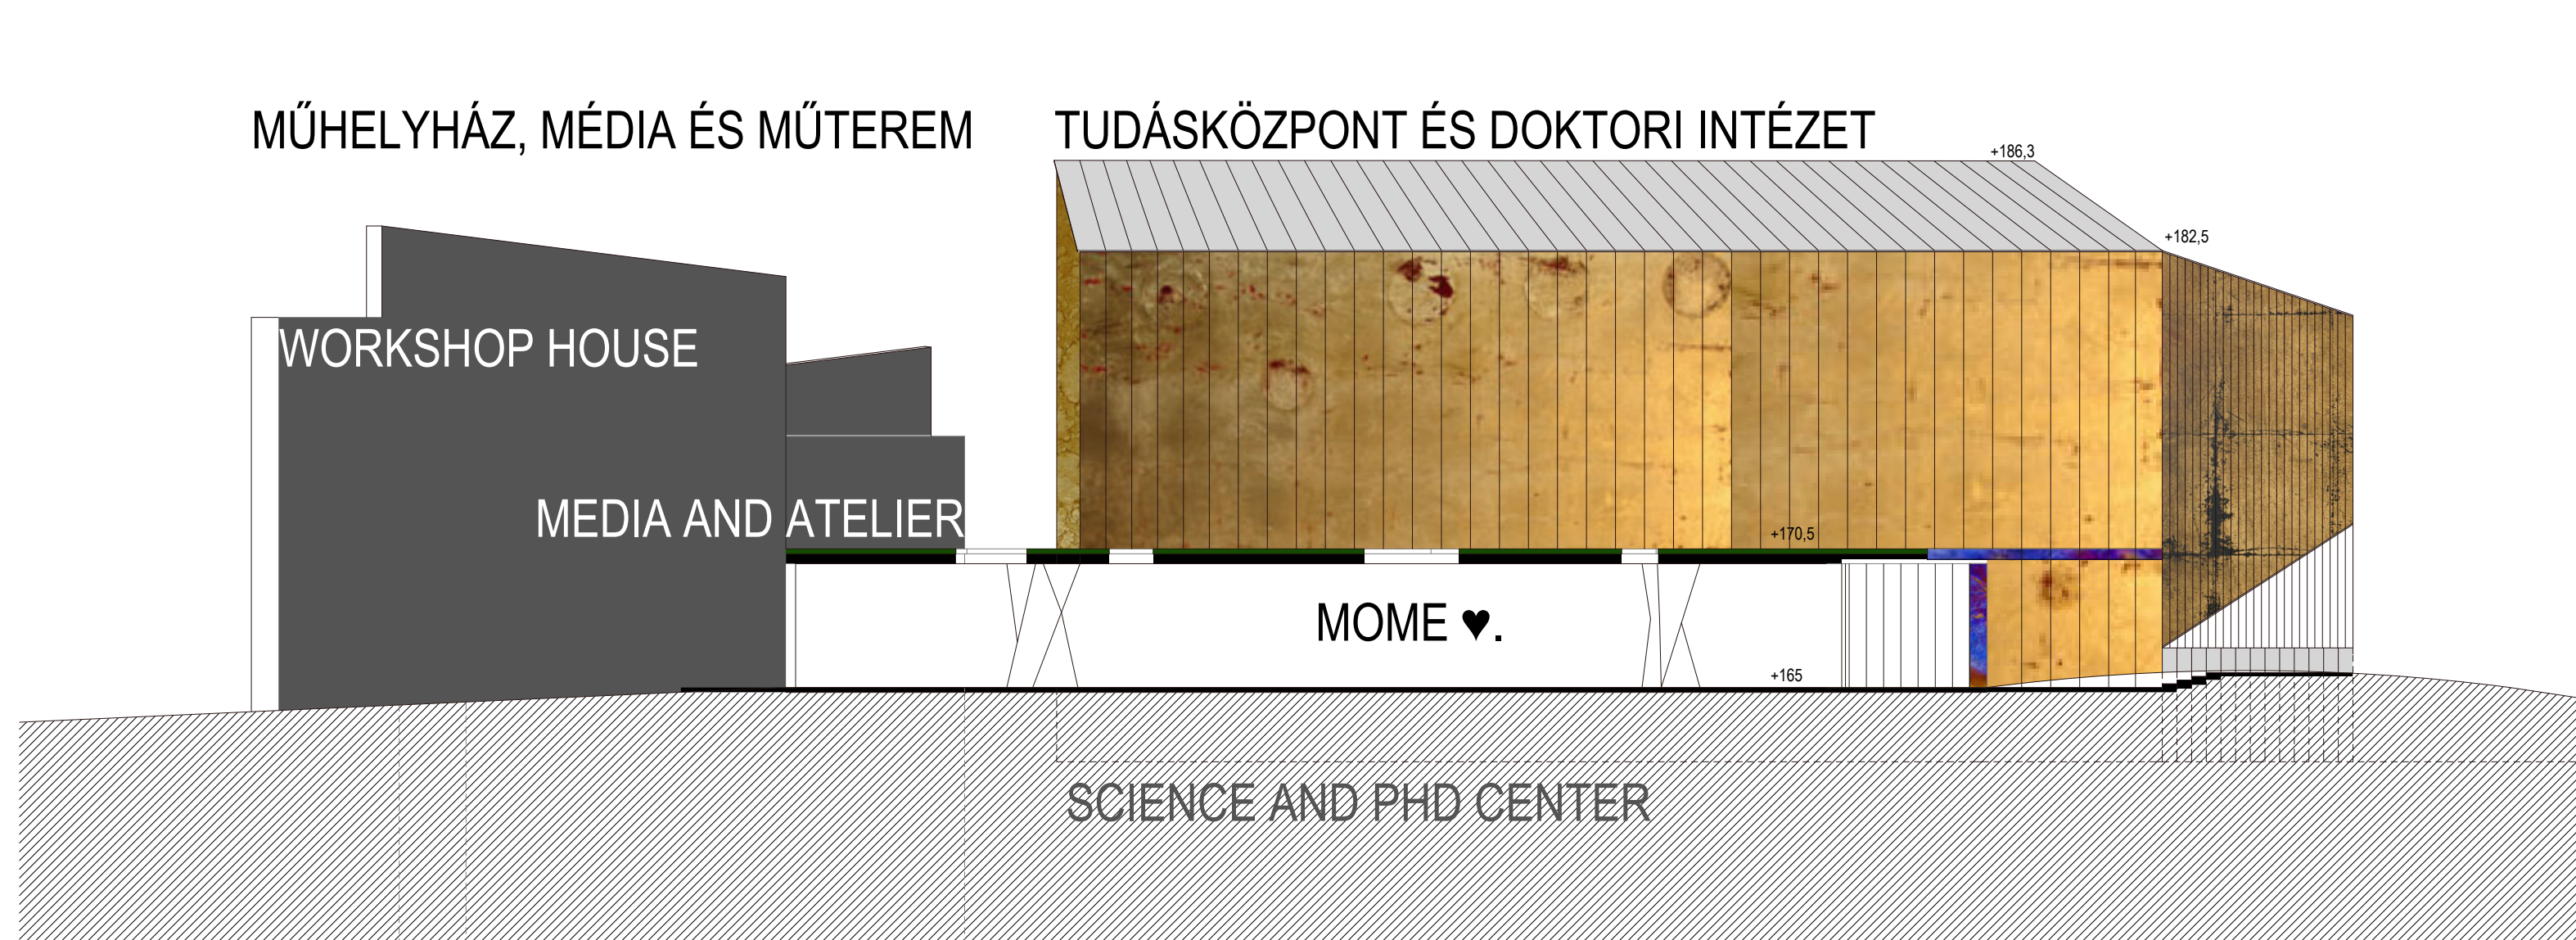 MŰHELYHÁZ, MÉDIA ÉS MŰTEREM
TUDÁSKÖZPONT ÉS DOKTORI INTÉZET
+186,3
+182,5
WORKSHOP HOUSE
MEDIA AND ATELIER
+170,5
MOME ♥.
+165
SCIENCE AND PHD CENTER